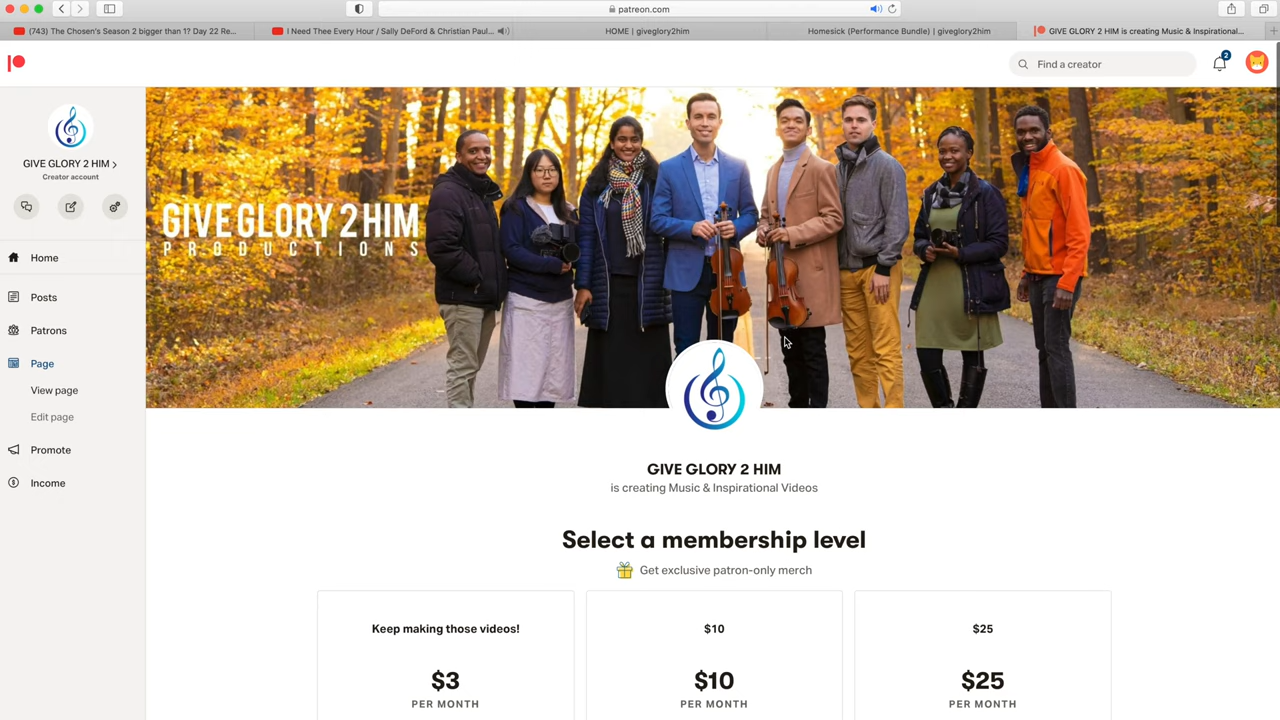 patreon.com
(743) The Chosen's Season 2 bigger than 1? Day 22 Re...
I Need Thee Every Hour / Sally DeFord & Christian Paul...
HOME | giveglory2him
Homesick (Performance Bundle) | giveglory2him
GIVE GLORY 2 HIM is creating Music & Inspirational...
Find a creator
2
GIVE GLORY 2 HIM
Creator account
Home
Posts
Patrons
Page
View page
Edit page
Promote
Income
GIVE GLORY 2 HIM
PRODUCTIONS
GIVE GLORY 2 HIM
is creating Music & Inspirational Videos
Select a membership level
Get exclusive patron-only merch
Keep making those videos!
$3
PER MONTH
$10
$10
PER MONTH
$25
$25
PER MONTH